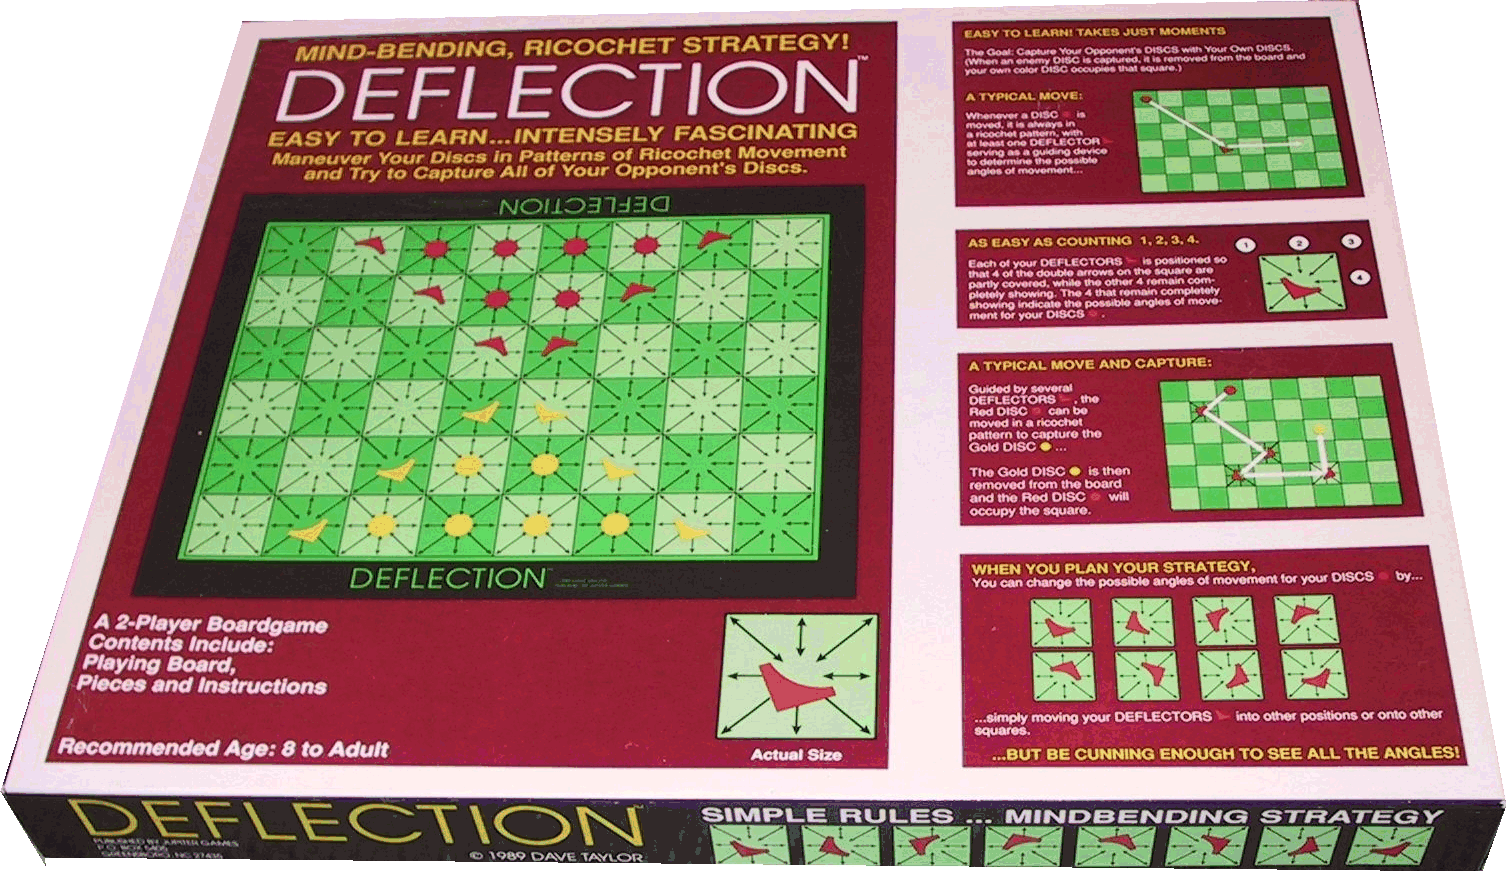 MIND-BENDING, RICOCHET STRATEGY!
DEFLECTION™
EASY TO LEARN...INTENSELY FASCINATING
Maneuver Your Discs in Patterns of Ricochet Movement
and Try to Capture All of Your Opponent's Discs.
DEFLECTION
DEFLECTION™
A 2-Player Boardgame
Contents Include:
Playing Board,
Pieces and Instructions
Recommended Age: 8 to Adult
Actual Size
EASY TO LEARN! TAKES JUST MOMENTS
The Goal: Capture Your Opponent's DISCS with Your Own DISCS.
(When an enemy DISC is captured, it is removed from the board and
your own color DISC occupies that square.)
A TYPICAL MOVE:
Whenever a DISC is
moved, it is always in
a ricochet pattern, with
at least one DEFLECTOR
serving as a guiding device
to determine the possible
angles of movement...
AS EASY AS COUNTING 1, 2, 3, 4.
Each of your DEFLECTORS is positioned so
that 4 of the double arrows on the square are
partly covered, while the other 4 remain com-
pletely showing. The 4 that remain completely
showing indicate the possible angles of move-
ment for your DISCS .
1
2
3
4
A TYPICAL MOVE AND CAPTURE:
Guided by several
DEFLECTORS , the
Red DISC can be
moved in a ricochet
pattern to capture the
Gold DISC ...
The Gold DISC is then
removed from the board
and the Red DISC will
occupy the square.
WHEN YOU PLAN YOUR STRATEGY,
You can change the possible angles of movement for your DISCS by...
...simply moving your DEFLECTORS into other positions or onto other
squares.
...BUT BE CUNNING ENOUGH TO SEE ALL THE ANGLES!
DEFLECTION™
PUBLISHED BY JUPITER GAMES
P.O. BOX 5405
GREENSBORO, NC 27435
© 1989 DAVE TAYLOR
SIMPLE RULES ... MINDBENDING STRATEGY